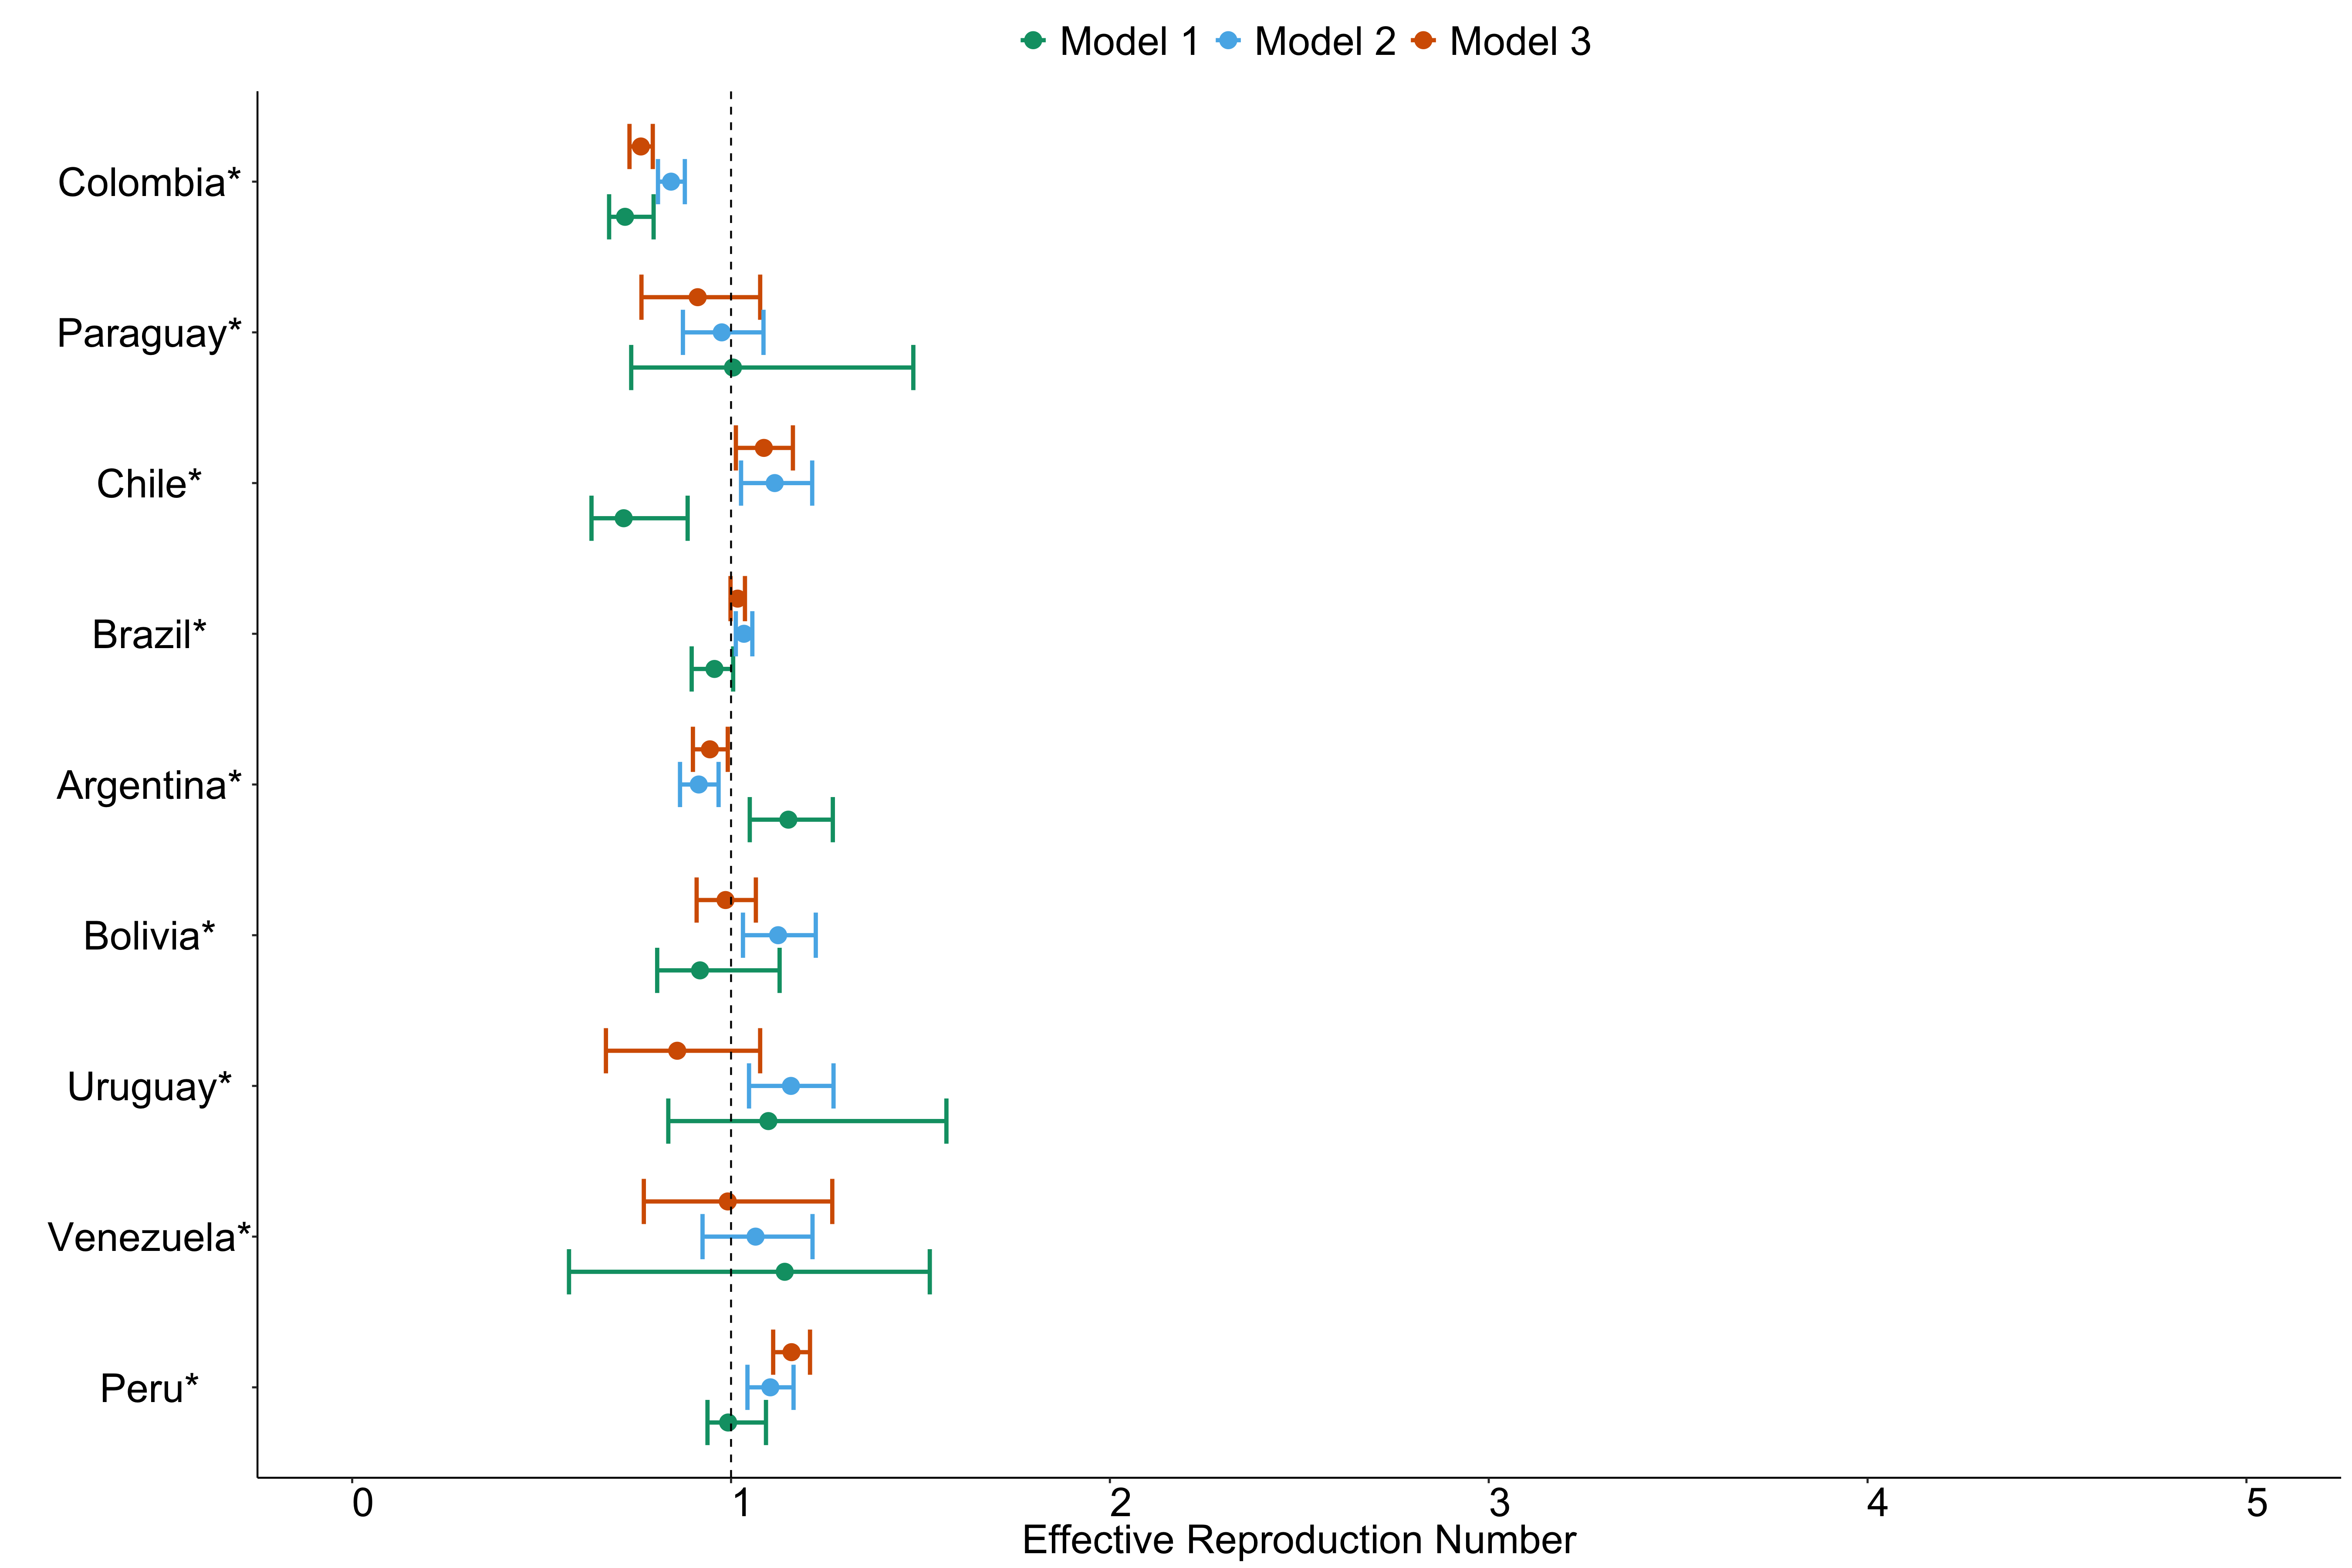 Model 1 Model 2 Model 3
Colombia*
Paraguay*
Chile*
Brazil*
Argentina*
Bolivia*
Uruguay*
Venezuela*
Peru*
0 1 2 3 4 5
Effective Reproduction Number